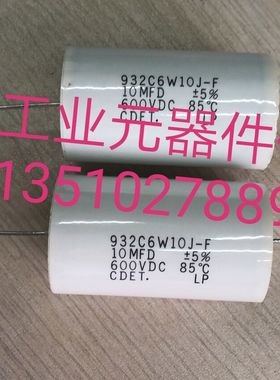 932C6W10J-F
10MFD ±5%
600VDC 85℃
CDET. LP
工业元器件
13510278890
932C6W10J-F
10MFD ±5%
600VDC 85℃
CDET. LP